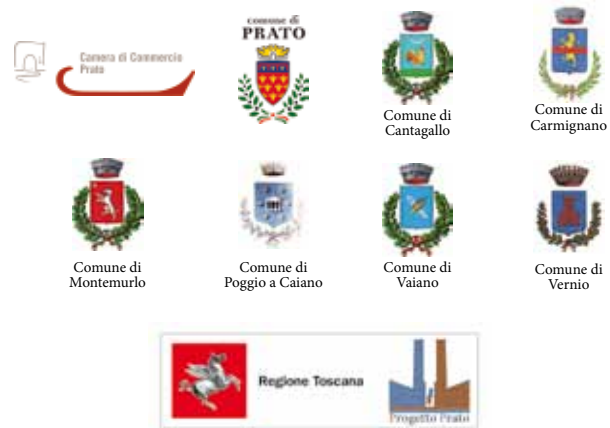 Camera di Commercio
Prato
comune di
PRATO
Comune di
Cantagallo
Comune di
Carmignano
Comune di
Montemurlo
Comune di
Poggio a Caiano
Comune di
Vaiano
Comune di
Vernio
Regione Toscana
Progetto Prato